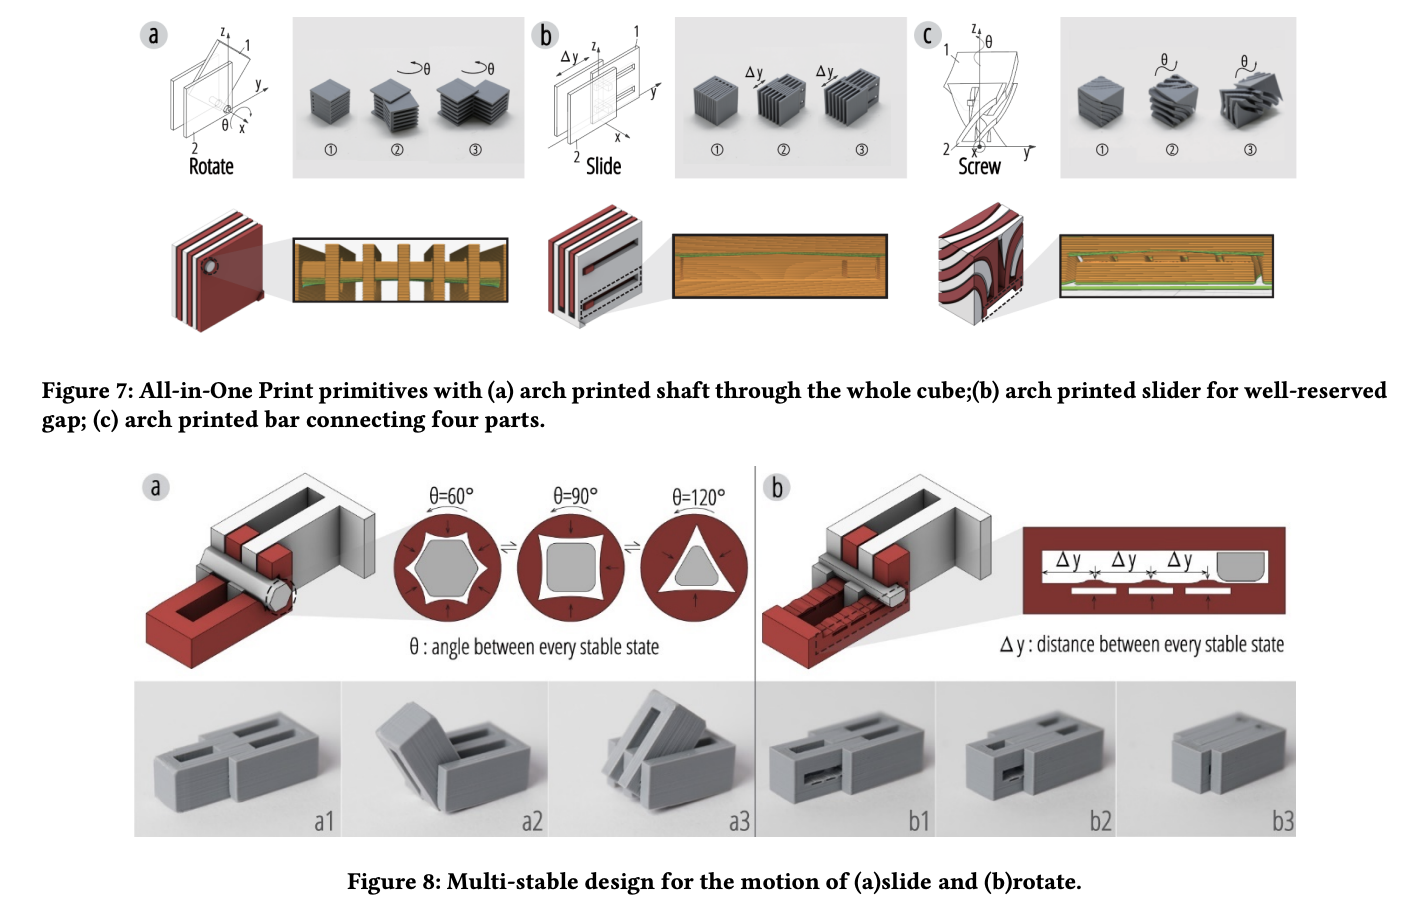 a
z
1
y
θ
x
2
Rotate
θ
θ
①
②
③
b
Δy
z
1
y
x
2
Slide
Δy
Δy
①
②
③
c
z
θ
1
2
x
y
Screw
θ
θ
①
②
③
Figure 7: All-in-One Print primitives with (a) arch printed shaft through the whole cube;(b) arch printed slider for well-reserved
gap; (c) arch printed bar connecting four parts.
a
θ=60°
θ=90°
θ=120°
θ : angle between every stable state
a1
a2
a3
b
Δy
Δy
Δy
Δy : distance between every stable state
b1
b2
b3
Figure 8: Multi-stable design for the motion of (a)slide and (b)rotate.